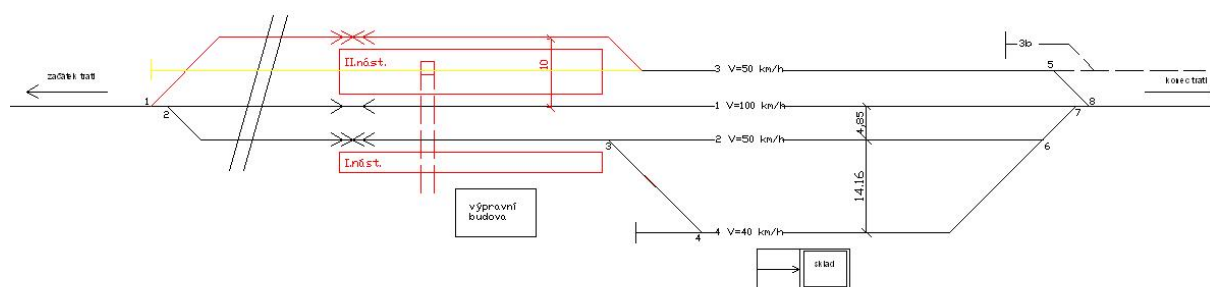 začátek trati
1
2
II.nást.
10
3 V=50 km/h
3b
5
konec trati
1 V=100 km/h
8
7
4,85
I.nást.
3
2 V=50 km/h
6
14,16
výpravní
budova
4
4 V=40 km/h
sklad